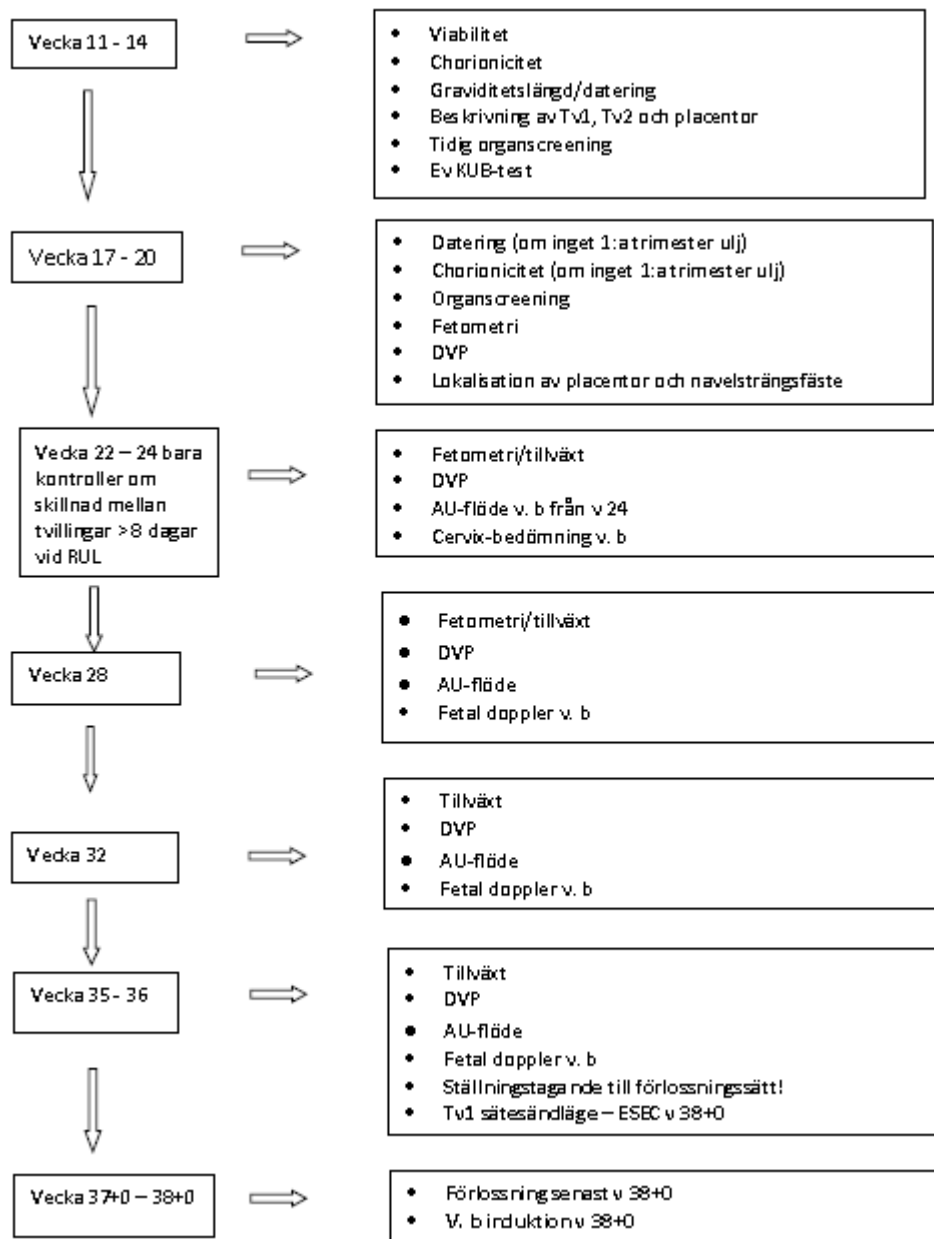 Vecka 11 - 14
• Viabilitet
• Chorionicitet
• Graviditetslängd/datering
• Beskrivning av Tv1, Tv2 och placentor
• Tidig organscreening
• Ev KUB-test
Vecka 17 - 20
• Datering (om inget 1:a trimester ulj)
• Chorionicitet (om inget 1:a trimester ulj)
• Organscreening
• Fetometri
• DVP
• Lokalisation av placentor och navelsträngsfäste
Vecka 22 – 24 bara
kontroller om
skillnad mellan
tvillingar >8 dagar
vid RUL
• Fetometri/tillväxt
• DVP
• AU-flöde v. b från v 24
• Cervix-bedömning v. b
Vecka 28
• Fetometri/tillväxt
• DVP
• AU-flöde
• Fetal doppler v. b
Vecka 32
• Tillväxt
• DVP
• AU-flöde
• Fetal doppler v. b
Vecka 35 - 36
• Tillväxt
• DVP
• AU-flöde
• Fetal doppler v. b
• Ställningstagande till förlossningssätt!
• Tv1 sätesändläge – ESEC v 38+0
Vecka 37+0 – 38+0
• Förlossning senast v 38+0
• V. b induktion v 38+0